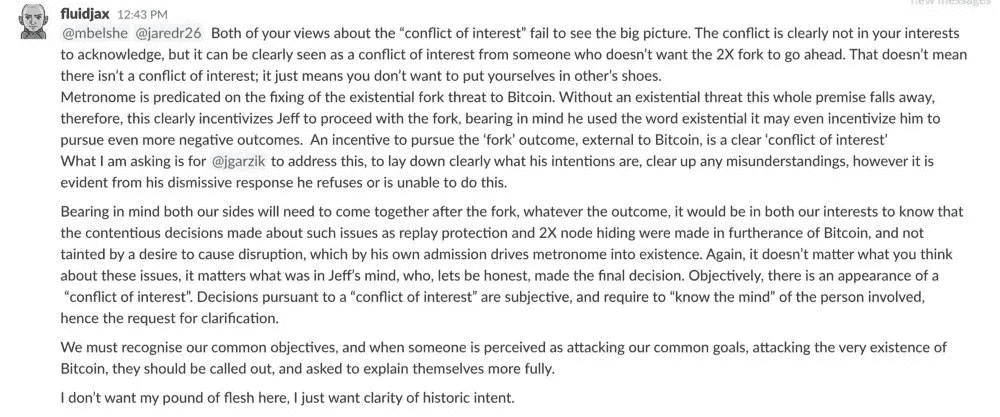 new messages
fluidjax 12:43 PM
@mbelshe @jaredr26 Both of your views about the “conflict of interest” fail to see the big picture. The conflict is clearly not in your interests
to acknowledge, but it can be clearly seen as a conflict of interest from someone who doesn’t want the 2X fork to go ahead. That doesn’t mean
there isn’t a conflict of interest; it just means you don’t want to put yourselves in other’s shoes.
Metronome is predicated on the fixing of the existential fork threat to Bitcoin. Without an existential threat this whole premise falls away,
therefore, this clearly incentivizes Jeff to proceed with the fork, bearing in mind he used the word existential it may even incentivize him to
pursue even more negative outcomes. An incentive to pursue the ‘fork’ outcome, external to Bitcoin, is a clear ‘conflict of interest’
What I am asking is for @jgarzik to address this, to lay down clearly what his intentions are, clear up any misunderstandings, however it is
evident from his dismissive response he refuses or is unable to do this.
Bearing in mind both our sides will need to come together after the fork, whatever the outcome, it would be in both our interests to know that
the contentious decisions made about such issues as replay protection and 2X node hiding were made in furtherance of Bitcoin, and not
tainted by a desire to cause disruption, which by his own admission drives metronome into existence. Again, it doesn’t matter what you think
about these issues, it matters what was in Jeff’s mind, who, lets be honest, made the final decision. Objectively, there is an appearance of a
“conflict of interest”. Decisions pursuant to a “conflict of interest” are subjective, and require to “know the mind” of the person involved,
hence the request for clarification.
We must recognise our common objectives, and when someone is perceived as attacking our common goals, attacking the very existence of
Bitcoin, they should be called out, and asked to explain themselves more fully.
I don’t want my pound of flesh here, I just want clarity of historic intent.